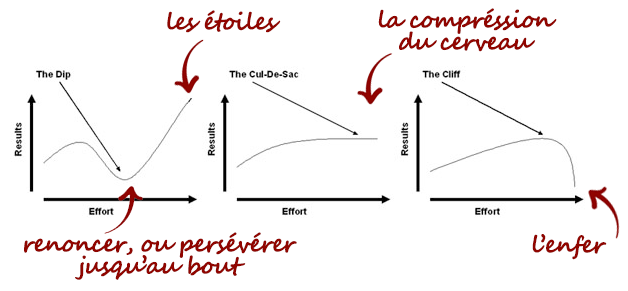 les étoiles
la compréssion
du cerveau
The Dip
The Cul-De-Sac
The Cliff
Results
Results
Results
Effort
Effort
Effort
renoncer, ou persévérer
jusqu'au bout
l'enfer